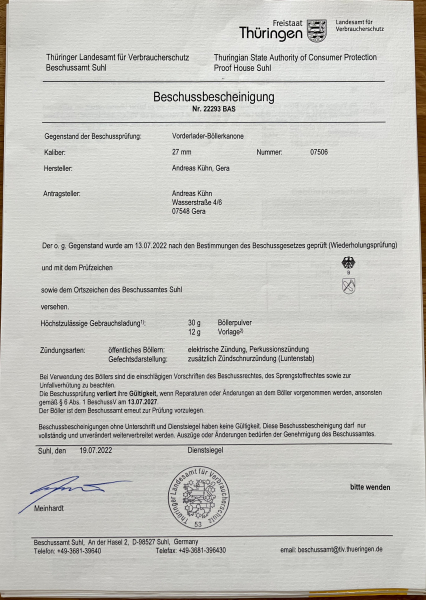 Freistaat
Thüringen
Landesamt für
Verbraucherschutz
Thüringer Landesamt für Verbraucherschutz
Beschussamt Suhl
Thuringian State Authority of Consumer Protection
Proof House Suhl
Beschussbescheinigung
Nr. 22293 BAS
Gegenstand der Beschussprüfung: Vorderlader-Böllerkanone
Kaliber: 27 mm Nummer: 07506
Hersteller: Andreas Kühn, Gera
Antragsteller: Andreas Kühn
Wasserstraße 4/6
07548 Gera
Der o. g. Gegenstand wurde am 13.07.2022 nach den Bestimmungen des Beschussgesetzes geprüft (Wiederholungsprüfung)
und mit dem Prüfzeichen
sowie dem Ortszeichen des Beschussamtes Suhl
versehen.
Höchstzulässige Gebrauchsladung¹⁾: 30 g Böllerpulver
12 g Vorlage²⁾
Zündungsarten: öffentliches Böllern: elektrische Zündung, Perkussionszündung
Gefechtsdarstellung: zusätzlich Zündschnurzündung (Luntenstab)
Bei Verwendung des Böllers sind die einschlägigen Vorschriften des Beschussrechtes, des Sprengstoffrechtes sowie zur
Unfallverhütung zu beachten.
Die Beschussprüfung verliert ihre Gültigkeit, wenn Reparaturen oder Änderungen an dem Böller vorgenommen werden, ansonsten
gemäß § 6 Abs. 1 BeschussV am 13.07.2027.
Der Böller ist dem Beschussamt erneut zur Prüfung vorzulegen.
Beschussbescheinigungen ohne Unterschrift und Dienstsiegel haben keine Gültigkeit. Diese Beschussbescheinigung darf nur
vollständig und unverändert weiterverbreitet werden. Auszüge oder Änderungen bedürfen der Genehmigung des Beschussamtes.
Suhl, den 19.07.2022 Dienstsiegel
Thüringer Landesamt für Verbraucherschutz
53
bitte wenden
Meinhardt
Beschussamt Suhl, An der Hasel 2, D-98527 Suhl, Germany
Telefon: +49-3681-39640 Telefax: +49-3681-396430 email: beschussamt@tlv.thueringen.de